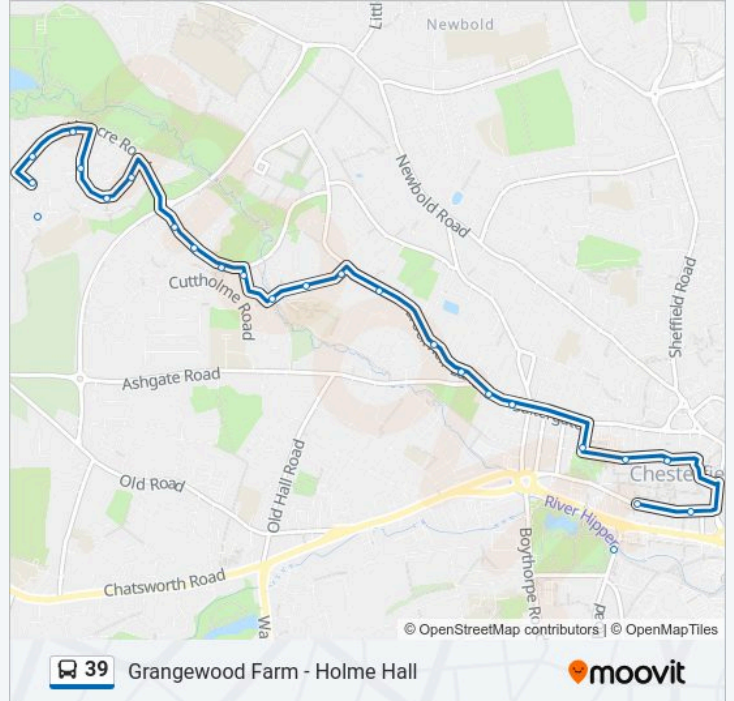 Newbold
Newbold Road
Sheffield Road
Cuttholme Road
Ashgate Road
Old Road
Old Hall Road
Chatsworth Road
River Hipper
© OpenStreetMap contributors | © OpenMapTiles
39 Grangewood Farm - Holme Hall
moovit